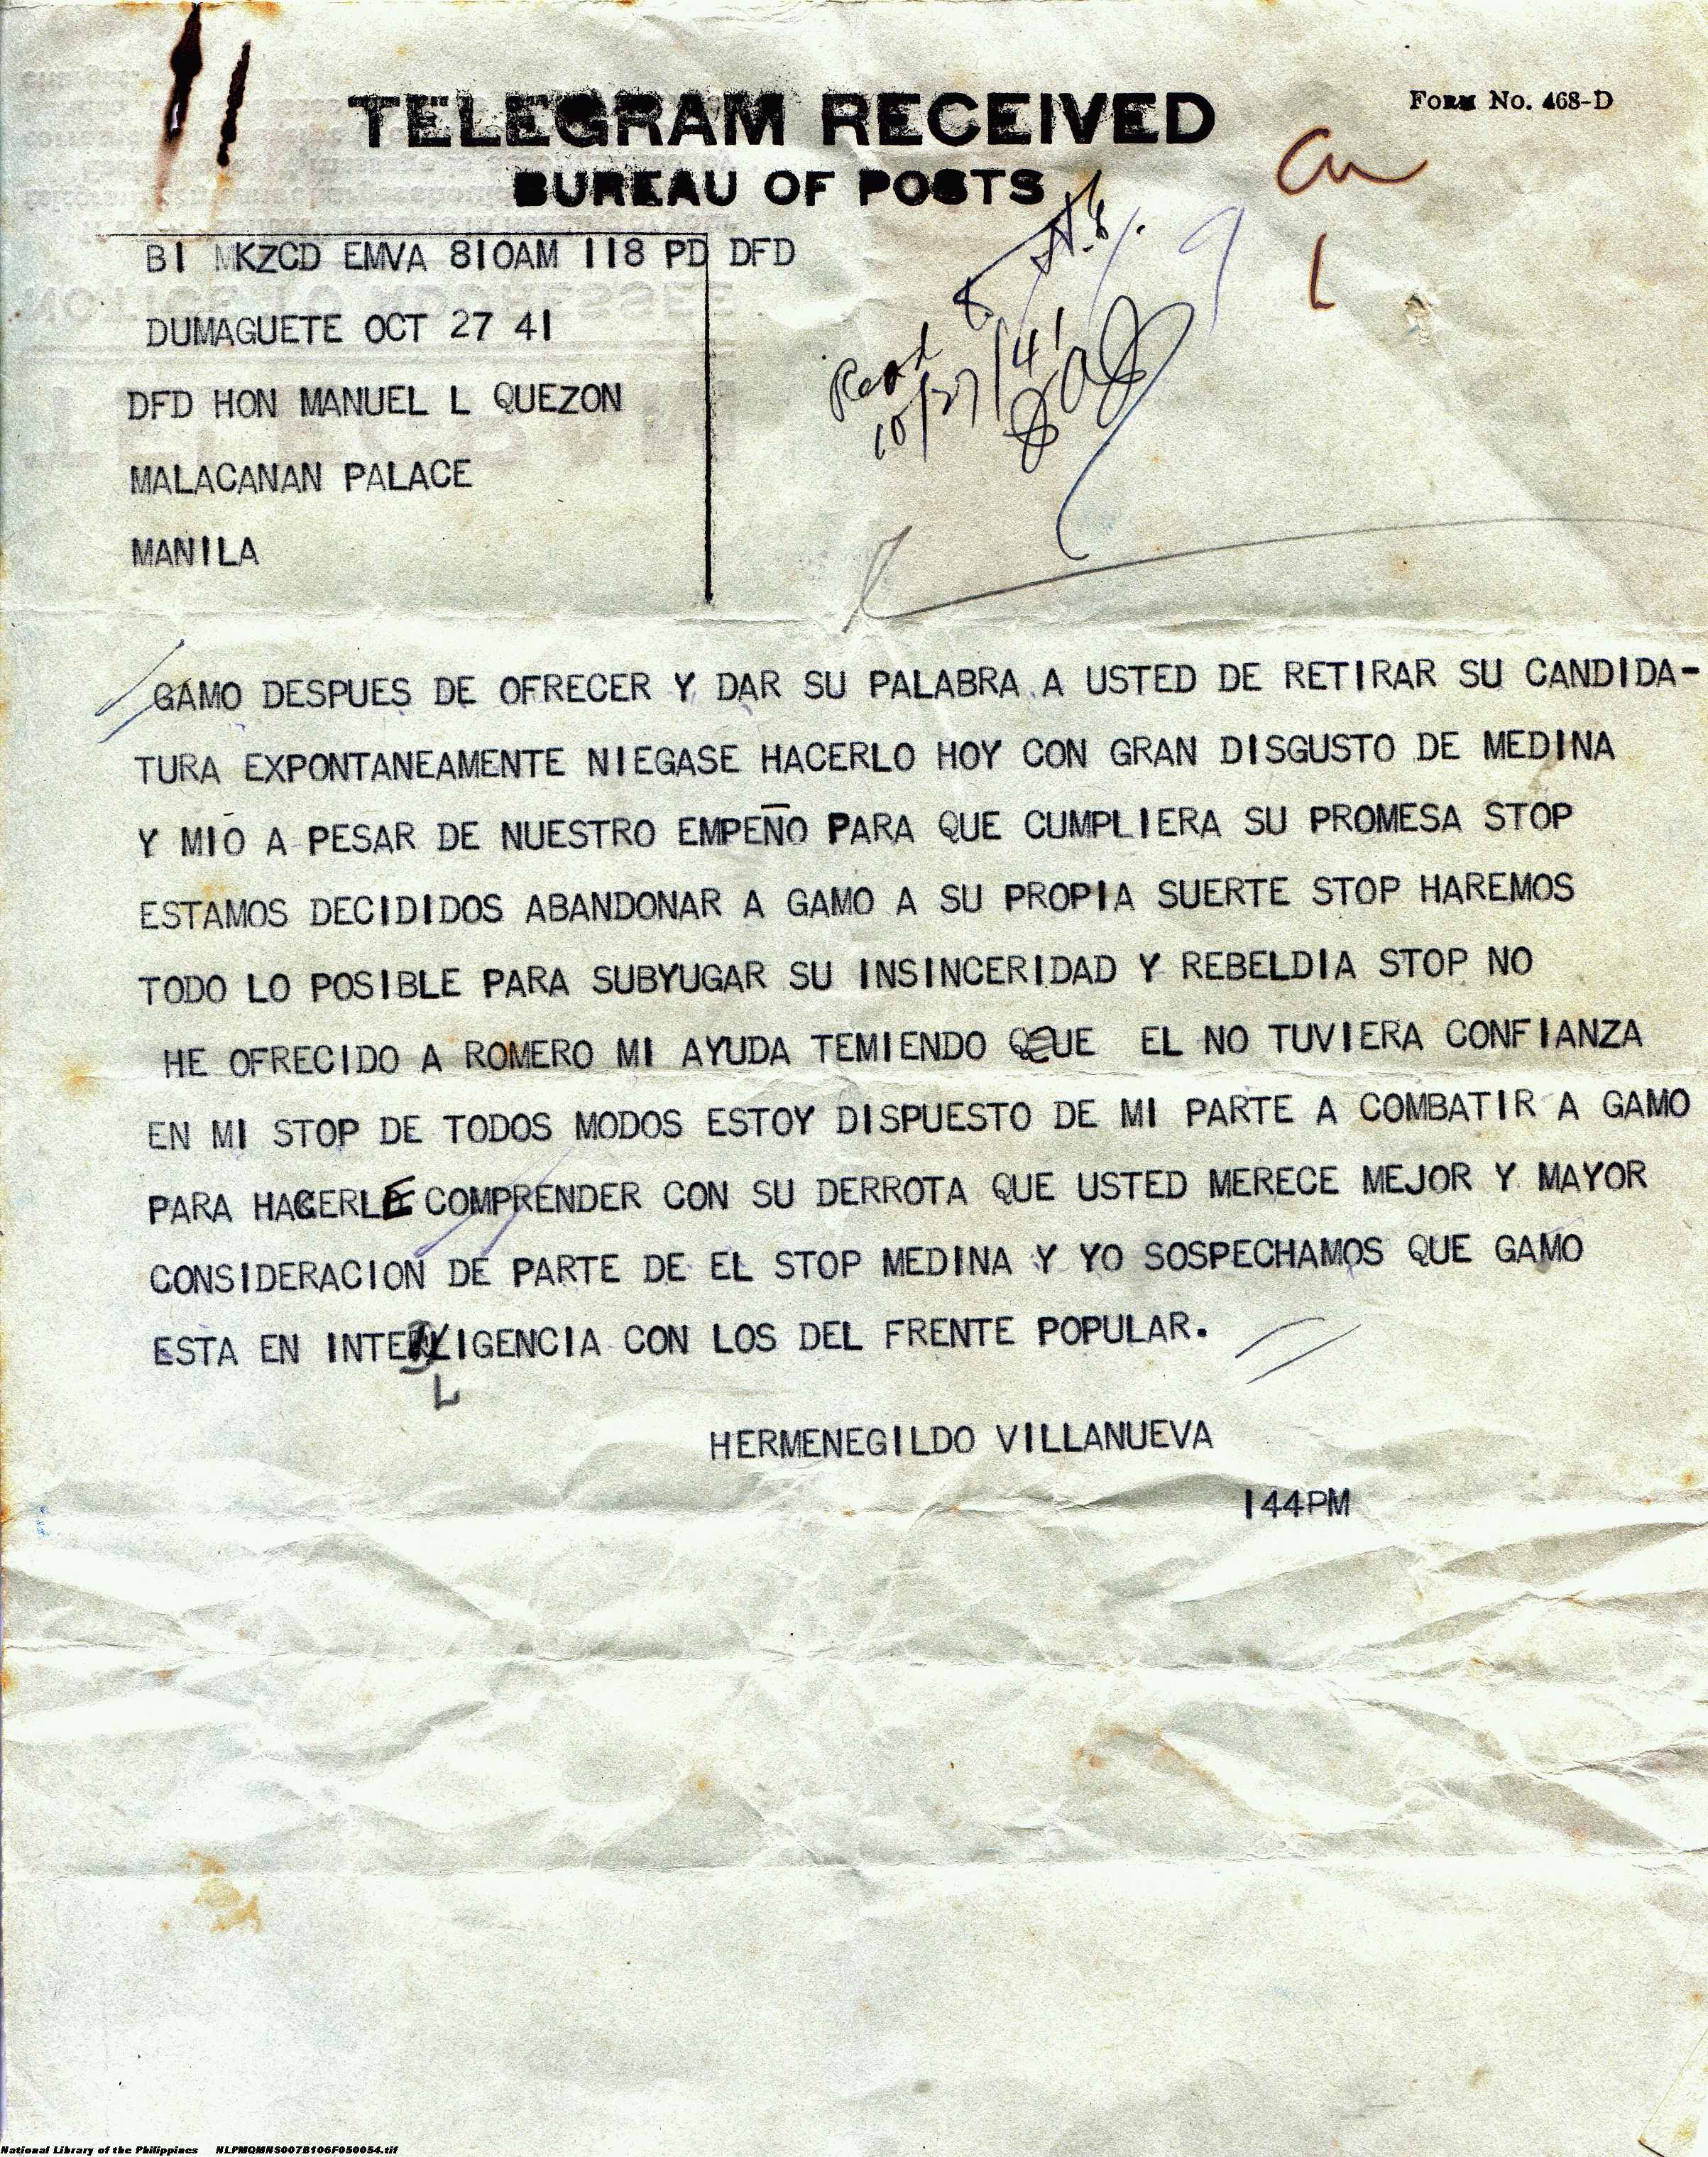 TELEGRAM RECEIVED
FORM No. 468-D
BUREAU OF POSTS
B1 MKZCD EMVA 810AM 118 PD DFD
DUMAGUETE OCT 27 41
DFD HON MANUEL L QUEZON
MALACANAN PALACE
MANILA
10/27/41
GAMO DESPUES DE OFRECER Y DAR SU PALABRA A USTED DE RETIRAR SU CANDIDA-
TURA EXPONTANEAMENTE NIEGASE HACERLO HOY CON GRAN DISGUSTO DE MEDINA
Y MIO A PESAR DE NUESTRO EMPEÑO PARA QUE CUMPLIERA SU PROMESA STOP
ESTAMOS DECIDIDOS ABANDONAR A GAMO A SU PROPIA SUERTE STOP HAREMOS
TODO LO POSIBLE PARA SUBYUGAR SU INSINCERIDAD Y REBELDIA STOP NO
HE OFRECIDO A ROMERO MI AYUDA TEMIENDO QUE EL NO TUVIERA CONFIANZA
EN MI STOP DE TODOS MODOS ESTOY DISPUESTO DE MI PARTE A COMBATIR A GAMO
PARA HACERLE COMPRENDER CON SU DERROTA QUE USTED MERECE MEJOR Y MAYOR
CONSIDERACION DE PARTE DE EL STOP MEDINA Y YO SOSPECHAMOS QUE GAMO
ESTA EN INTELIGENCIA CON LOS DEL FRENTE POPULAR.
L
HERMENEGILDO VILLANUEVA
144PM
National Library of the Philippines NLPMQMNS007B106F050054.tif